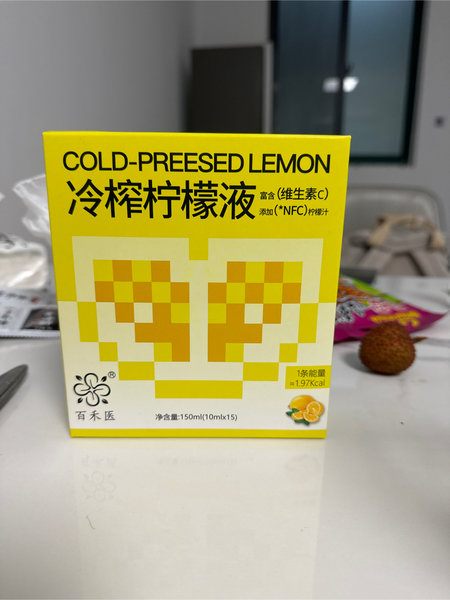 COLD-PREESED LEMON
冷榨柠檬液
富含(维生素C)
添加(*NFC)柠檬汁
1条能量
≈1.97Kcal
®
百禾医
净含量:150ml(10mlx15)